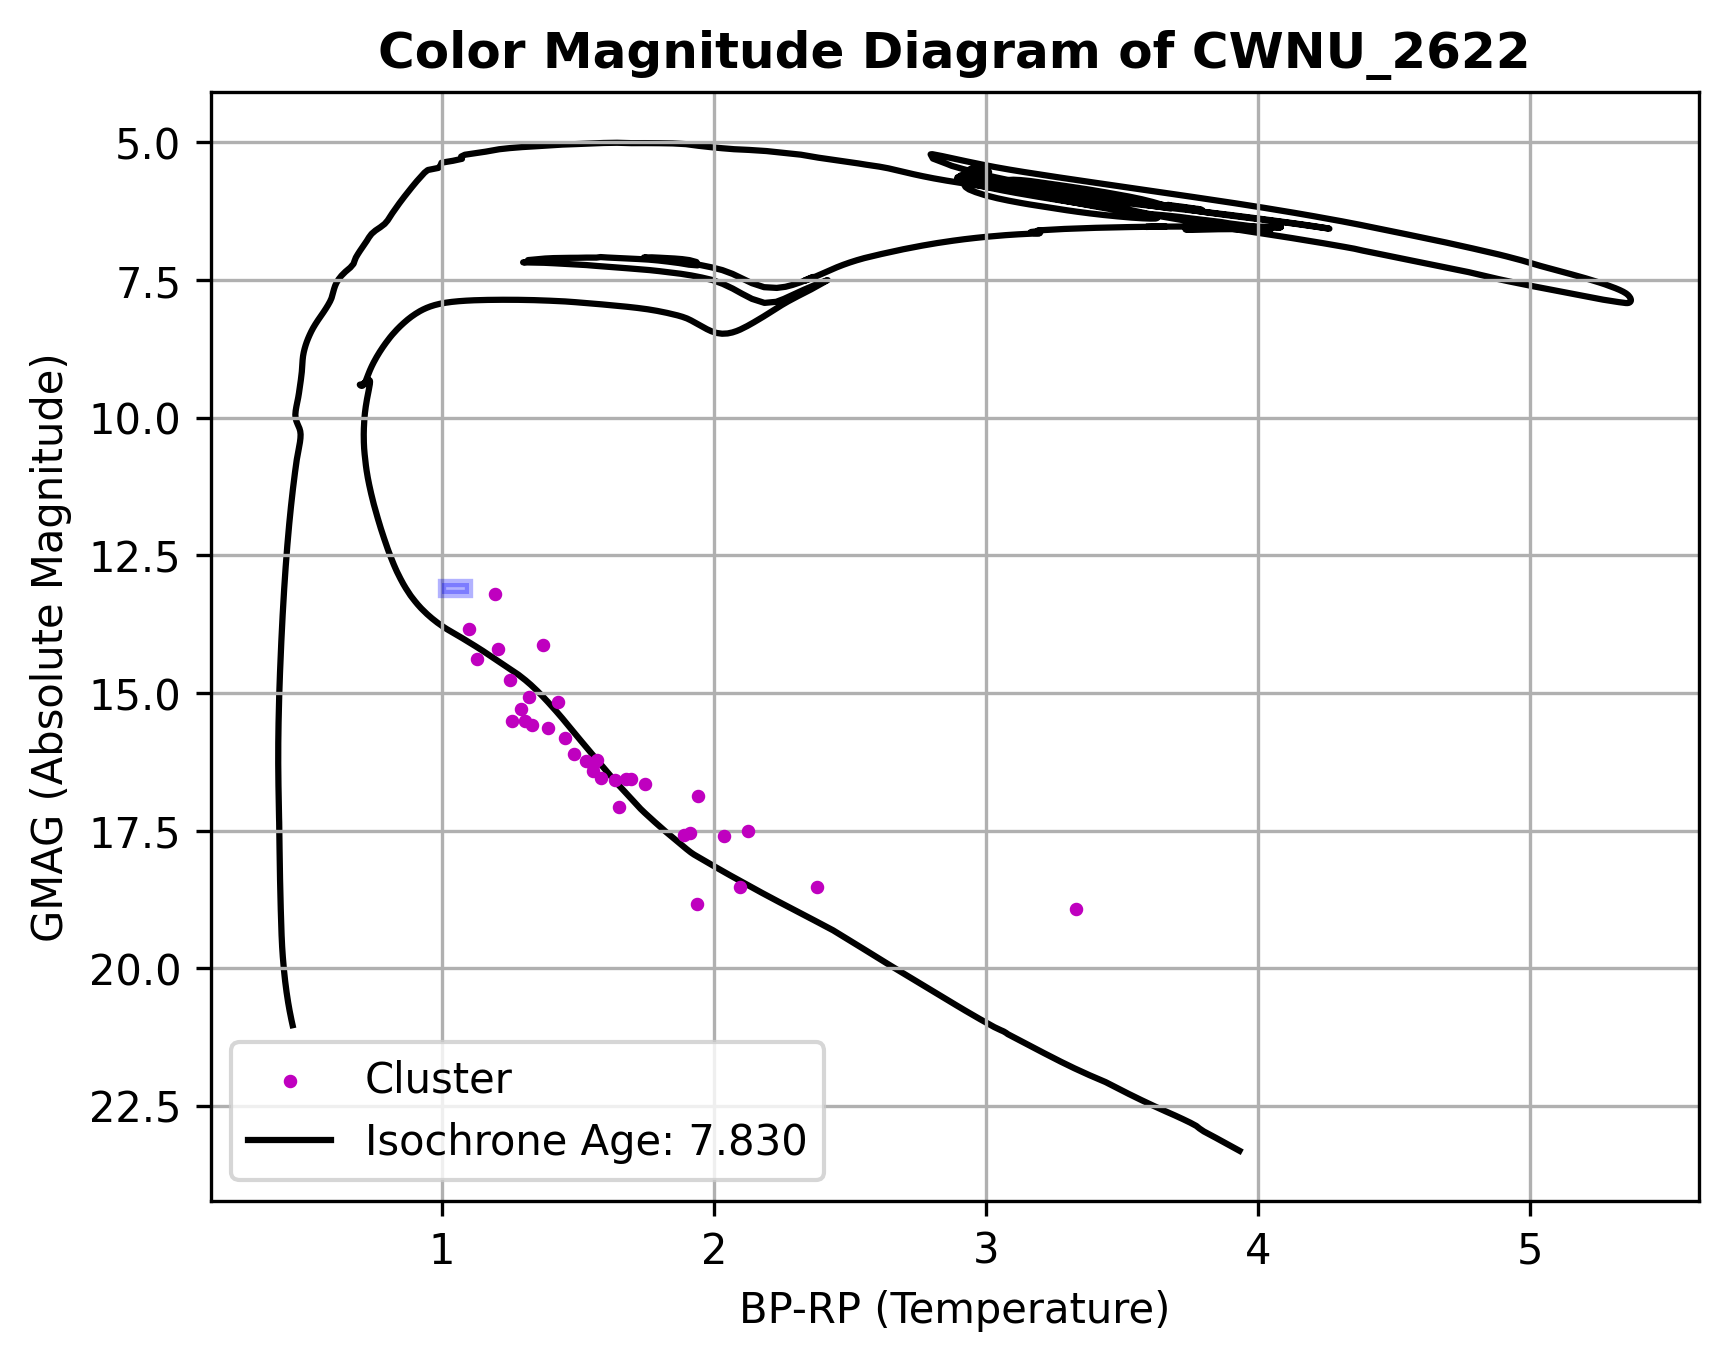 Color Magnitude Diagram of CWNU_2622
GMAG (Absolute Magnitude)
5.0
7.5
10.0
12.5
15.0
17.5
20.0
22.5
Cluster
Isochrone Age: 7.830
1 2 3 4 5
BP-RP (Temperature)